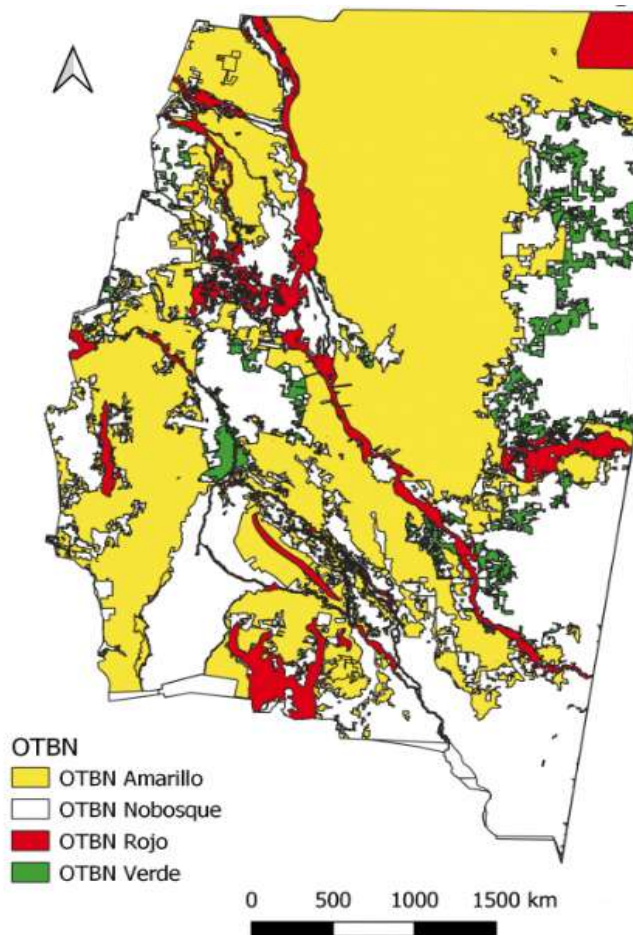 OTBN
OTBN Amarillo
OTBN Nobosque
OTBN Rojo
OTBN Verde
0 500 1000 1500 km